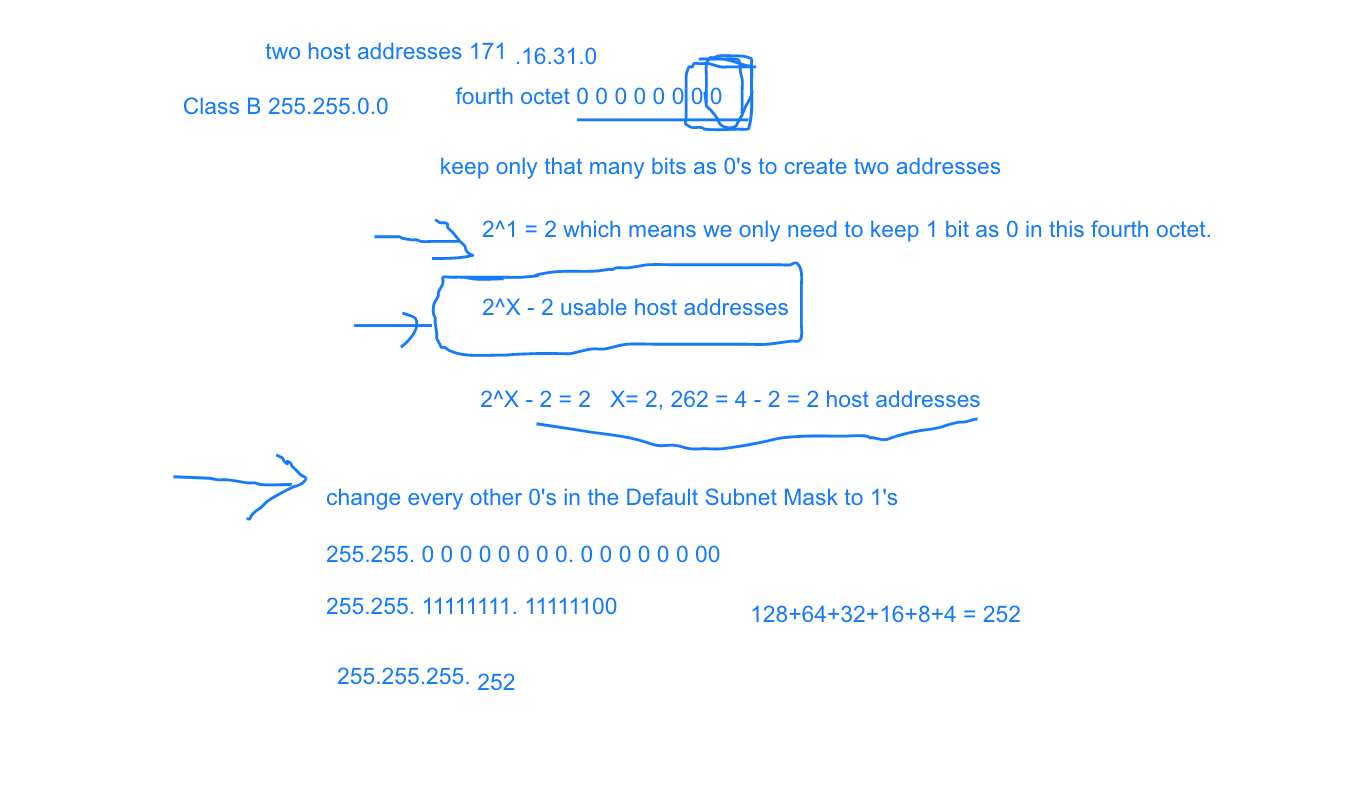 two host addresses 171 .16.31.0
Class B 255.255.0.0 fourth octet 0 0 0 0 0 0 0 0
keep only that many bits as 0's to create two addresses
2^1 = 2 which means we only need to keep 1 bit as 0 in this fourth octet.
2^X - 2 usable host addresses
2^X - 2 = 2 X= 2, 262 = 4 - 2 = 2 host addresses
change every other 0's in the Default Subnet Mask to 1's
255.255. 0 0 0 0 0 0 0 0. 0 0 0 0 0 0 00
255.255. 11111111. 11111100 128+64+32+16+8+4 = 252
255.255.255. 252